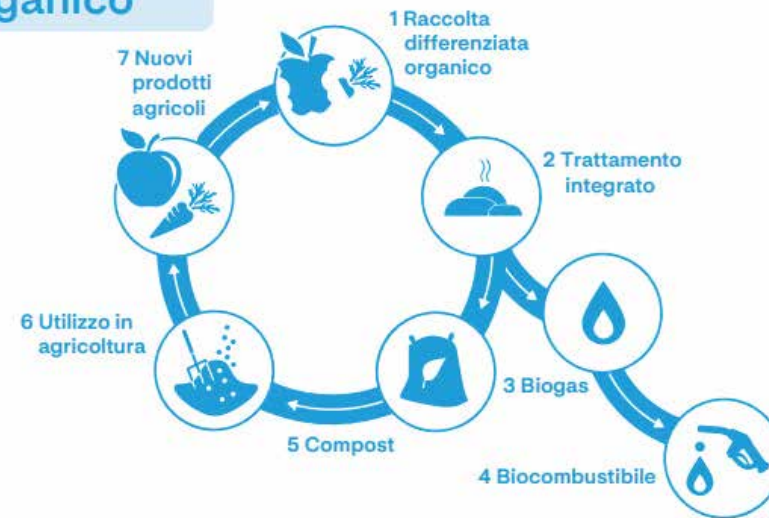 ganico
1 Raccolta
differenziata
organico
2 Trattamento
integrato
3 Biogas
4 Biocombustibile
5 Compost
6 Utilizzo in
agricoltura
7 Nuovi
prodotti
agricoli